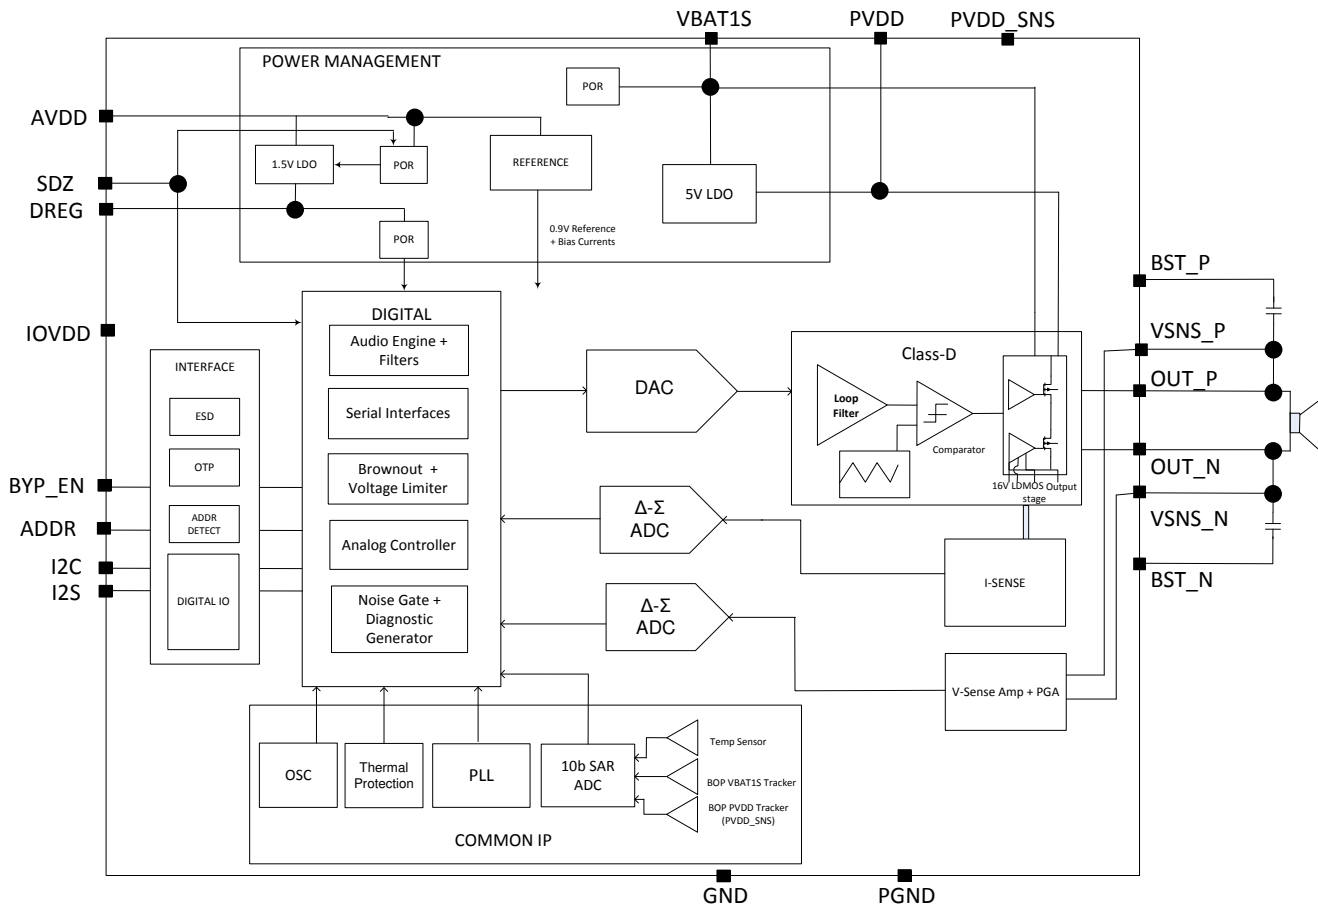 VBAT1S
PVDD
PVDD_SNS
POWER MANAGEMENT
POR
AVDD
1.5V LDO
POR
REFERENCE
SDZ
5V LDO
DREG
POR
0.9V Reference
+ Bias Currents
BST_P
DIGITAL
IOVDD
Audio Engine +
Filters
VSNS_P
INTERFACE
Class-D
DAC
OUT_P
ESD
Serial Interfaces
Loop
Filter
Comparator
OTP
Brownout +
Voltage Limiter
16V LDMOS Output
stage
OUT_N
BYP_EN
ADDR
DETECT
Δ-Σ
ADC
VSNS_N
ADDR
Analog Controller
I2C
I2S
I-SENSE
BST_N
DIGITAL IO
Noise Gate +
Diagnostic
Generator
Δ-Σ
ADC
V-Sense Amp + PGA
Temp Sensor
OSC
Thermal
Protection
PLL
10b SAR
ADC
BOP VBAT1S Tracker
BOP PVDD Tracker
(PVDD_SNS)
COMMON IP
GND
PGND